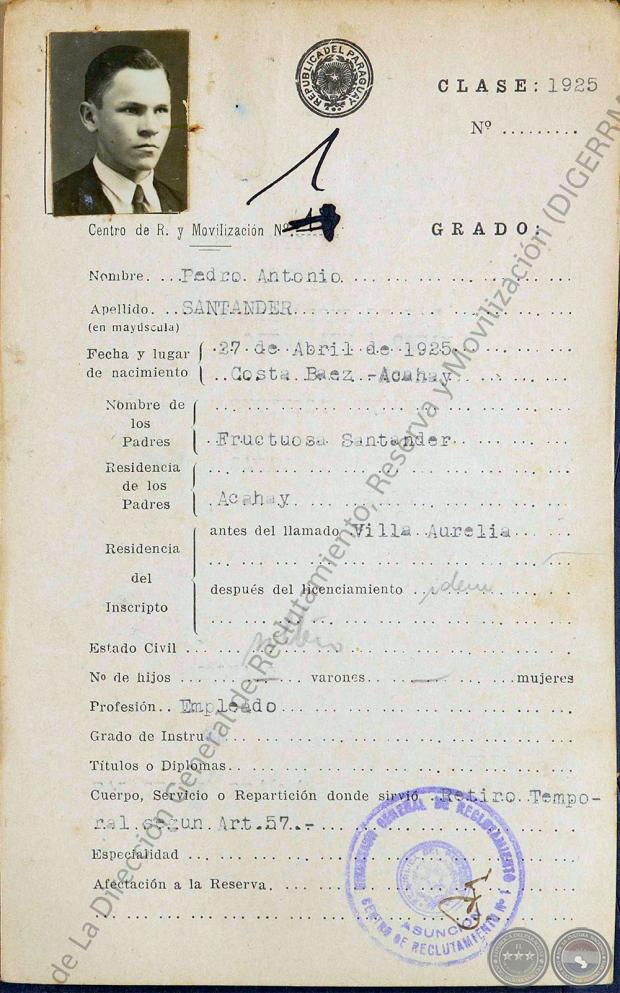 REPUBLICA DEL PARAGUAY
CLASE: 1925
Nº .........
1
Centro de R. y Movilización Nº.
GRADO:
Nombre. ... Pedro Antonio
Apellido. .. SANTANDER
(en mayúscula)
Fecha y lugar de nacimiento
27 de Abril de 1925.
Costa Baez -Acahay
Nombre de los Padres
Fructuosa Santander
Residencia de los Padres
Acahay
Residencia del Inscripto
antes del llamado Villa Aurelia
después del licenciamiento . idem
Estado Civil ... soltero
Nº de hijos ... — ... varones. ... — ... mujeres
Profesión.. Empleado
Grado de Instru.
Títulos o Diplomas.
Cuerpo, Servicio o Repartición donde sirvió. Retiro Tempo-
ral segun Art.57.-
Especialidad
Afectación a la Reserva.
DIRECCION GENERAL DE RECLUTAMIENTO
ASUNCION
CENTRO DE RECLUTAMIENTO Nº 1
de La Dirección General de Reclutamiento, Reserva y Movilización (DIGERRM